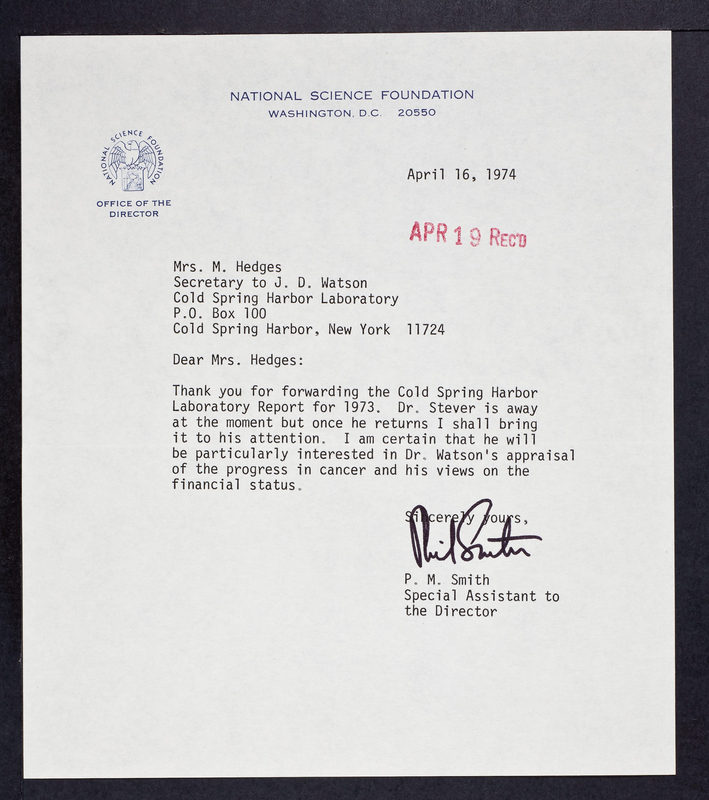 NATIONAL SCIENCE FOUNDATION
WASHINGTON, D.C. 20550
NATIONAL SCIENCE FOUNDATION
OFFICE OF THE
DIRECTOR
April 16, 1974
APR 19 REC'D
Mrs. M. Hedges
Secretary to J. D. Watson
Cold Spring Harbor Laboratory
P.O. Box 100
Cold Spring Harbor, New York 11724
Dear Mrs. Hedges:
Thank you for forwarding the Cold Spring Harbor
Laboratory Report for 1973. Dr. Stever is away
at the moment but once he returns I shall bring
it to his attention. I am certain that he will
be particularly interested in Dr. Watson's appraisal
of the progress in cancer and his views on the
financial status.
Sincerely yours,
Phil Smith
P. M. Smith
Special Assistant to
the Director